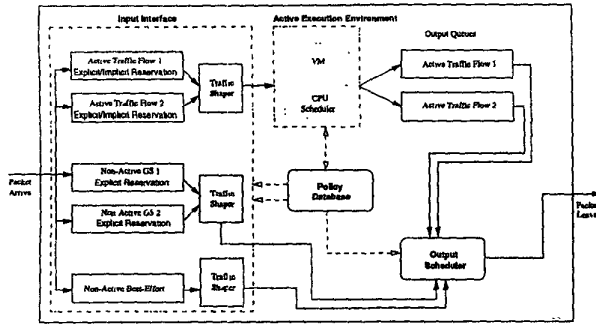 Input Interface
Active Execution Environment
Output Queues
Active Traffic Flow 1
Explicit/Implicit Reservation
Active Traffic Flow 2
Explicit/Implicit Reservation
Traffic
Shaper
VM
CPU
Scheduler
Active Traffic Flow 1
Active Traffic Flow 2
Packet
Arrives
Non-Active GS 1
Explicit Reservation
Non Active GS 2
Explicit Reservation
Traffic
Shaper
Policy
Database
Packet
Leaves
Output
Scheduler
Non-Active Best-Effort
Traffic
Shaper